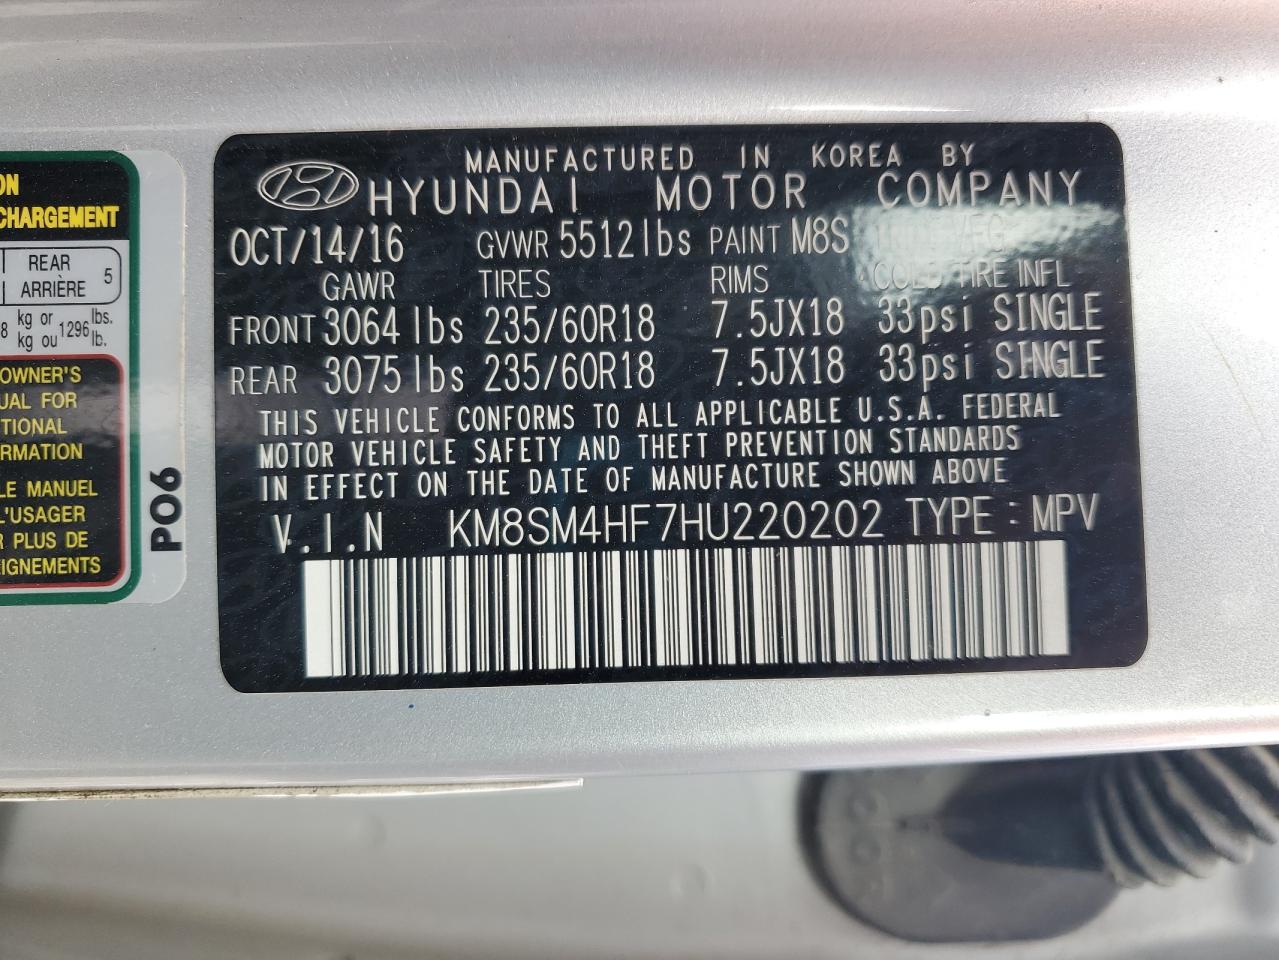 MANUFACTURED IN KOREA BY
HYUNDAI MOTOR COMPANY
OCT/14/16 GVWR 5512lbs PAINT M8S
GAWR TIRES RIMS COLD TIRE INFL
FRONT 3064 lbs 235/60R18 7.5JX18 33psi SINGLE
REAR 3075 lbs 235/60R18 7.5JX18 33psi SINGLE
THIS VEHICLE CONFORMS TO ALL APPLICABLE U.S.A. FEDERAL
MOTOR VEHICLE SAFETY AND THEFT PREVENTION STANDARDS
IN EFFECT ON THE DATE OF MANUFACTURE SHOWN ABOVE
V.I.N KM8SM4HF7HU220202 TYPE : MPV
ON
CHARGEMENT
REAR 5
ARRIÈRE
8 kg or 1296 lbs.
kg ou lb.
OWNER'S
UAL FOR
TIONAL
ORMATION
LE MANUEL
L'USAGER
R PLUS DE
EIGNEMENTS
P06